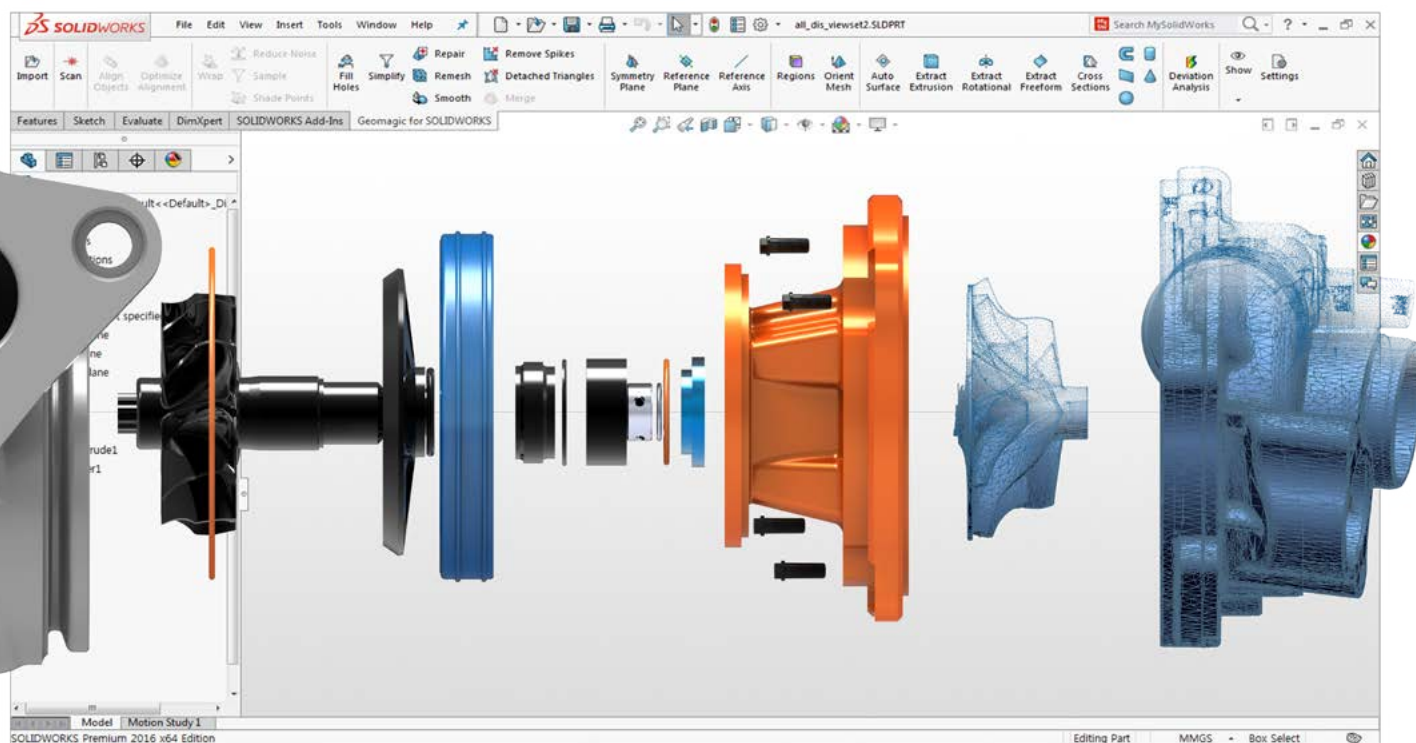 3S SOLIDWORKS File Edit View Insert Tools Window Help all_dis_viewset2.SLDPRT Search MySolidWorks ?
Import Scan Align Objects Optimize Alignment Wrap Reduce Noise Sample Shade Points Fill Holes Simplify Repair Remesh Smooth Remove Spikes Detached Triangles Merge Symmetry Plane Reference Plane Reference Axis Regions Orient Mesh Auto Surface Extract Extrusion Extract Rotational Extract Freeform Cross Sections Deviation Analysis Show Settings
Features Sketch Evaluate DimXpert SOLIDWORKS Add-Ins Geomagic for SOLIDWORKS
ult<<Default>_Di
s
tions
t specifie
ne
ne
lane
rude1
r1
Model Motion Study 1
SOLIDWORKS Premium 2016 x64 Edition Editing Part MMGS Box Select